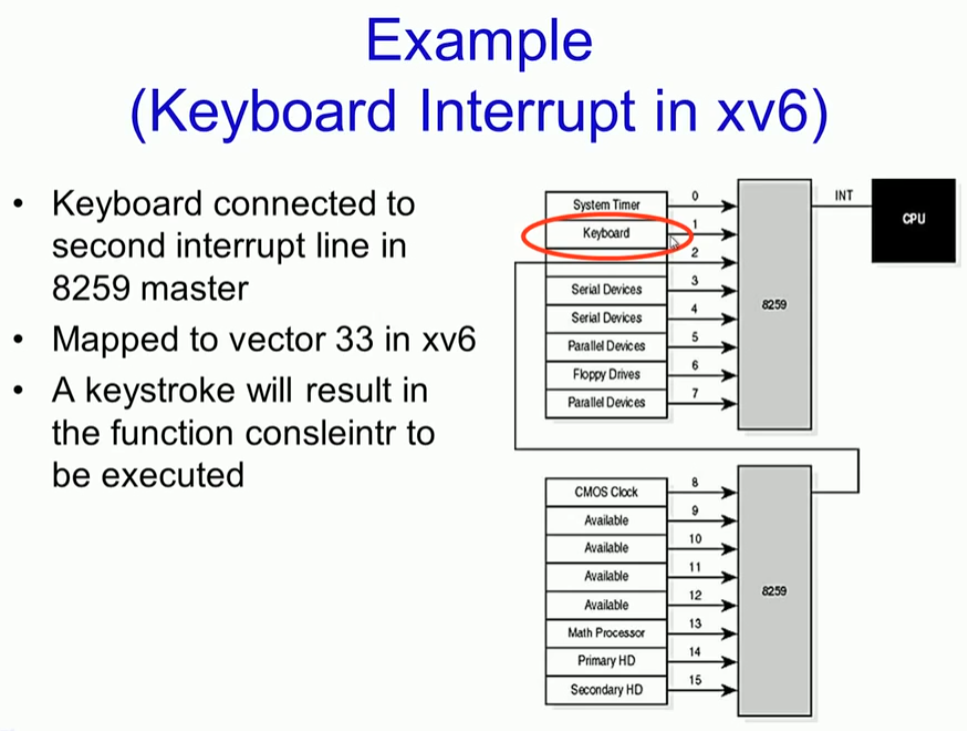 Example
(Keyboard Interrupt in xv6)
• Keyboard connected to
second interrupt line in
8259 master
• Mapped to vector 33 in xv6
• A keystroke will result in
the function consleintr to
be executed
System Timer 0
Keyboard 1
2
Serial Devices 3
Serial Devices 4
Parallel Devices 5
Floppy Drives 6
Parallel Devices 7
8259
INT
CPU
CMOS Clock 8
Available 9
Available 10
Available 11
Available 12
Math Processor 13
Primary HD 14
Secondary HD 15
8259